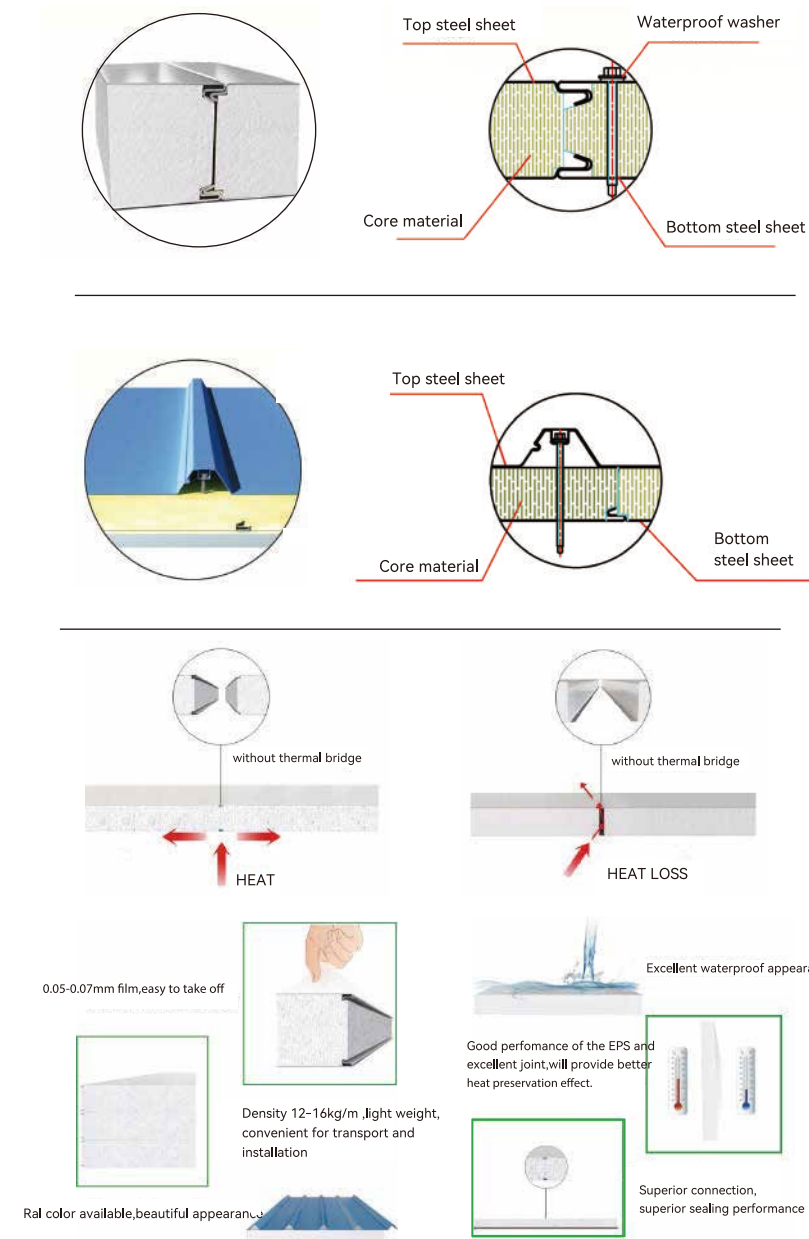 Top steel sheet
Waterproof washer
Core material
Bottom steel sheet
Top steel sheet
Core material
Bottom
steel sheet
without thermal bridge
HEAT
without thermal bridge
HEAT LOSS
0.05-0.07mm film,easy to take off
Density 12-16kg/m ,light weight,
convenient for transport and
installation
Ral color available,beautiful appearance
Excellent waterproof appeara
Good perfomance of the EPS and
excellent joint,will provide better
heat preservation effect.
Superior connection,
superior sealing performance